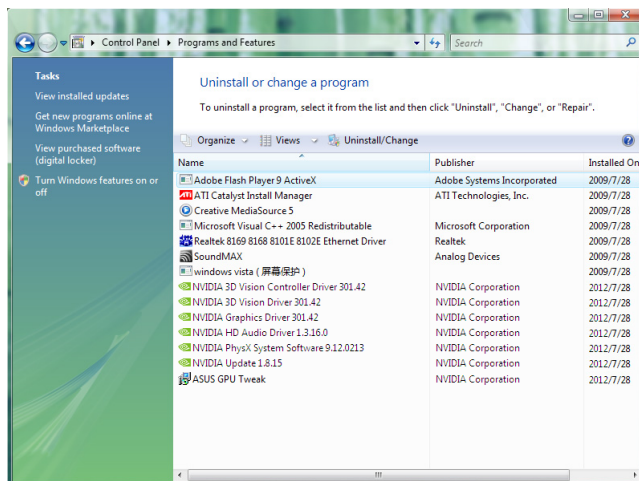 Control Panel Programs and Features Search
Tasks
View installed updates
Get new programs online at
Windows Marketplace
View purchased software
(digital locker)
Turn Windows features on or
off
Uninstall or change a program
To uninstall a program, select it from the list and then click "Uninstall", "Change", or "Repair".
Organize Views Uninstall/Change
Name Publisher Installed On
Adobe Flash Player 9 ActiveX Adobe Systems Incorporated 2009/7/28
ATI ATI Catalyst Install Manager ATI Technologies, Inc. 2009/7/28
Creative MediaSource 5 2009/7/28
Microsoft Visual C++ 2005 Redistributable Microsoft Corporation 2009/7/28
Realtek 8169 8168 8101E 8102E Ethernet Driver Realtek 2009/7/28
SoundMAX Analog Devices 2009/7/28
windows vista ( 屏幕保护 ) 2009/7/28
NVIDIA 3D Vision Controller Driver 301.42 NVIDIA Corporation 2012/7/28
NVIDIA 3D Vision Driver 301.42 NVIDIA Corporation 2012/7/28
NVIDIA Graphics Driver 301.42 NVIDIA Corporation 2012/7/28
NVIDIA HD Audio Driver 1.3.16.0 NVIDIA Corporation 2012/7/28
NVIDIA PhysX System Software 9.12.0213 NVIDIA Corporation 2012/7/28
NVIDIA Update 1.8.15 NVIDIA Corporation 2012/7/28
ASUS GPU Tweak NVIDIA Corporation 2012/7/28